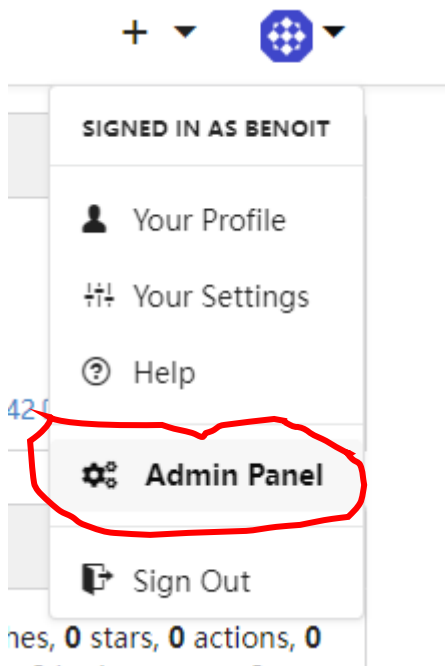 +
SIGNED IN AS BENOIT
Your Profile
Your Settings
Help
42
Admin Panel
Sign Out
nes, 0 stars, 0 actions, 0